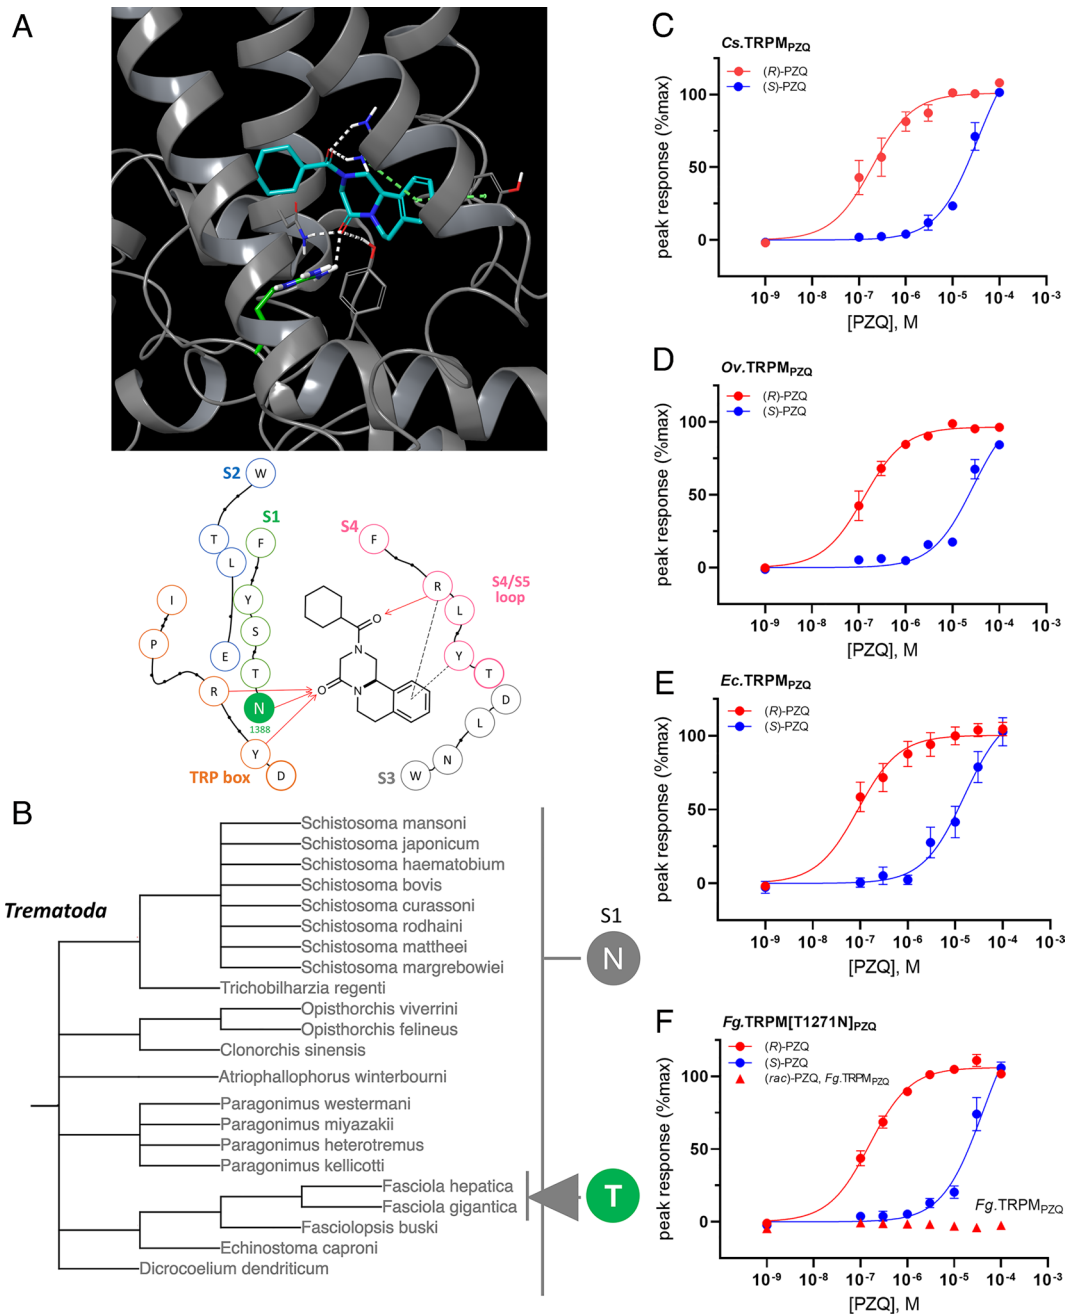 A
S2
W
S1
T
F
L
Y
S
E
T
N
1388
I
P
R
Y
D
TRP box
O
N
O
N
S4
F
R
S4/S5
loop
L
Y
T
D
L
N
W
S3
B
Trematoda
Schistosoma mansoni
Schistosoma japonicum
Schistosoma haematobium
Schistosoma bovis
Schistosoma curassoni
Schistosoma rodhaini
Schistosoma mattheei
Schistosoma margrebowiei
Trichobilharzia regenti
Opisthorchis viverrini
Opisthorchis felineus
Clonorchis sinensis
Atriophallophorus winterbourni
Paragonimus westermani
Paragonimus miyazakii
Paragonimus heterotremus
Paragonimus kellicotti
Fasciola hepatica
Fasciola gigantica
Fasciolopsis buski
Echinostoma caproni
Dicrocoelium dendriticum
S1
N
T
C
Cs.TRPMPZQ
(R)-PZQ
(S)-PZQ
peak response (%max)
100
50
0
10-9 10-8 10-7 10-6 10-5 10-4 10-3
[PZQ], M
D
Ov.TRPMPZQ
(R)-PZQ
(S)-PZQ
peak response (%max)
100
50
0
10-9 10-8 10-7 10-6 10-5 10-4 10-3
[PZQ], M
E
Ec.TRPMPZQ
(R)-PZQ
(S)-PZQ
peak response (%max)
100
50
0
10-9 10-8 10-7 10-6 10-5 10-4 10-3
[PZQ], M
F
Fg.TRPM[T1271N]PZQ
(R)-PZQ
(S)-PZQ
(rac)-PZQ, Fg.TRPMPZQ
peak response (%max)
100
50
0
Fg.TRPMPZQ
10-9 10-8 10-7 10-6 10-5 10-4 10-3
[PZQ], M